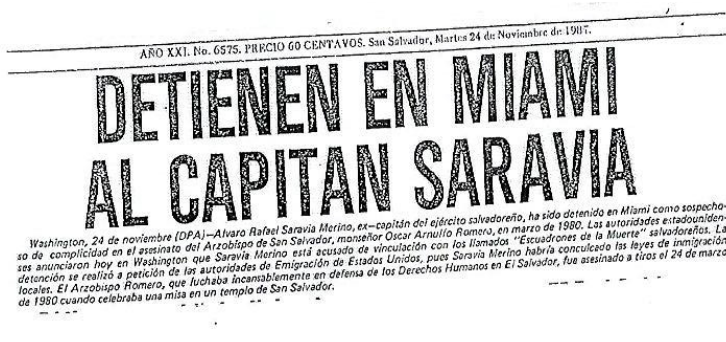 AÑO XXI. No. 6575. PRECIO 60 CENTAVOS. San Salvador, Martes 24 de Noviembre de 1987.
DETIENEN EN MIAMI
AL CAPITAN SARAVIA
Washington, 24 de noviembre (DPA)—Alvaro Rafael Saravia Merino, ex—capitán del ejército salvadoreño, ha sido detenido en Miami como sospecho-
so de complicidad en el asesinato del Arzobispo de San Salvador, monseñor Oscar Arnulfo Romero, en marzo de 1980. Las autoridades estadouniden-
ses anunciaron hoy en Washington que Saravia Merino está acusado de vinculación con los llamados "Escuadrones de la Muerte" salvadoreños. La
detención se realizó a petición de las autoridades de Emigración de Estados Unidos, pues Saravia Merino habría conculcado las leyes de inmigración
locales. El Arzobispo Romero, que luchaba incansablemente en defensa de los Derechos Humanos en El Salvador, fue asesinado a tiros el 24 de marzo
de 1980 cuando celebraba una misa en un templo de San Salvador.